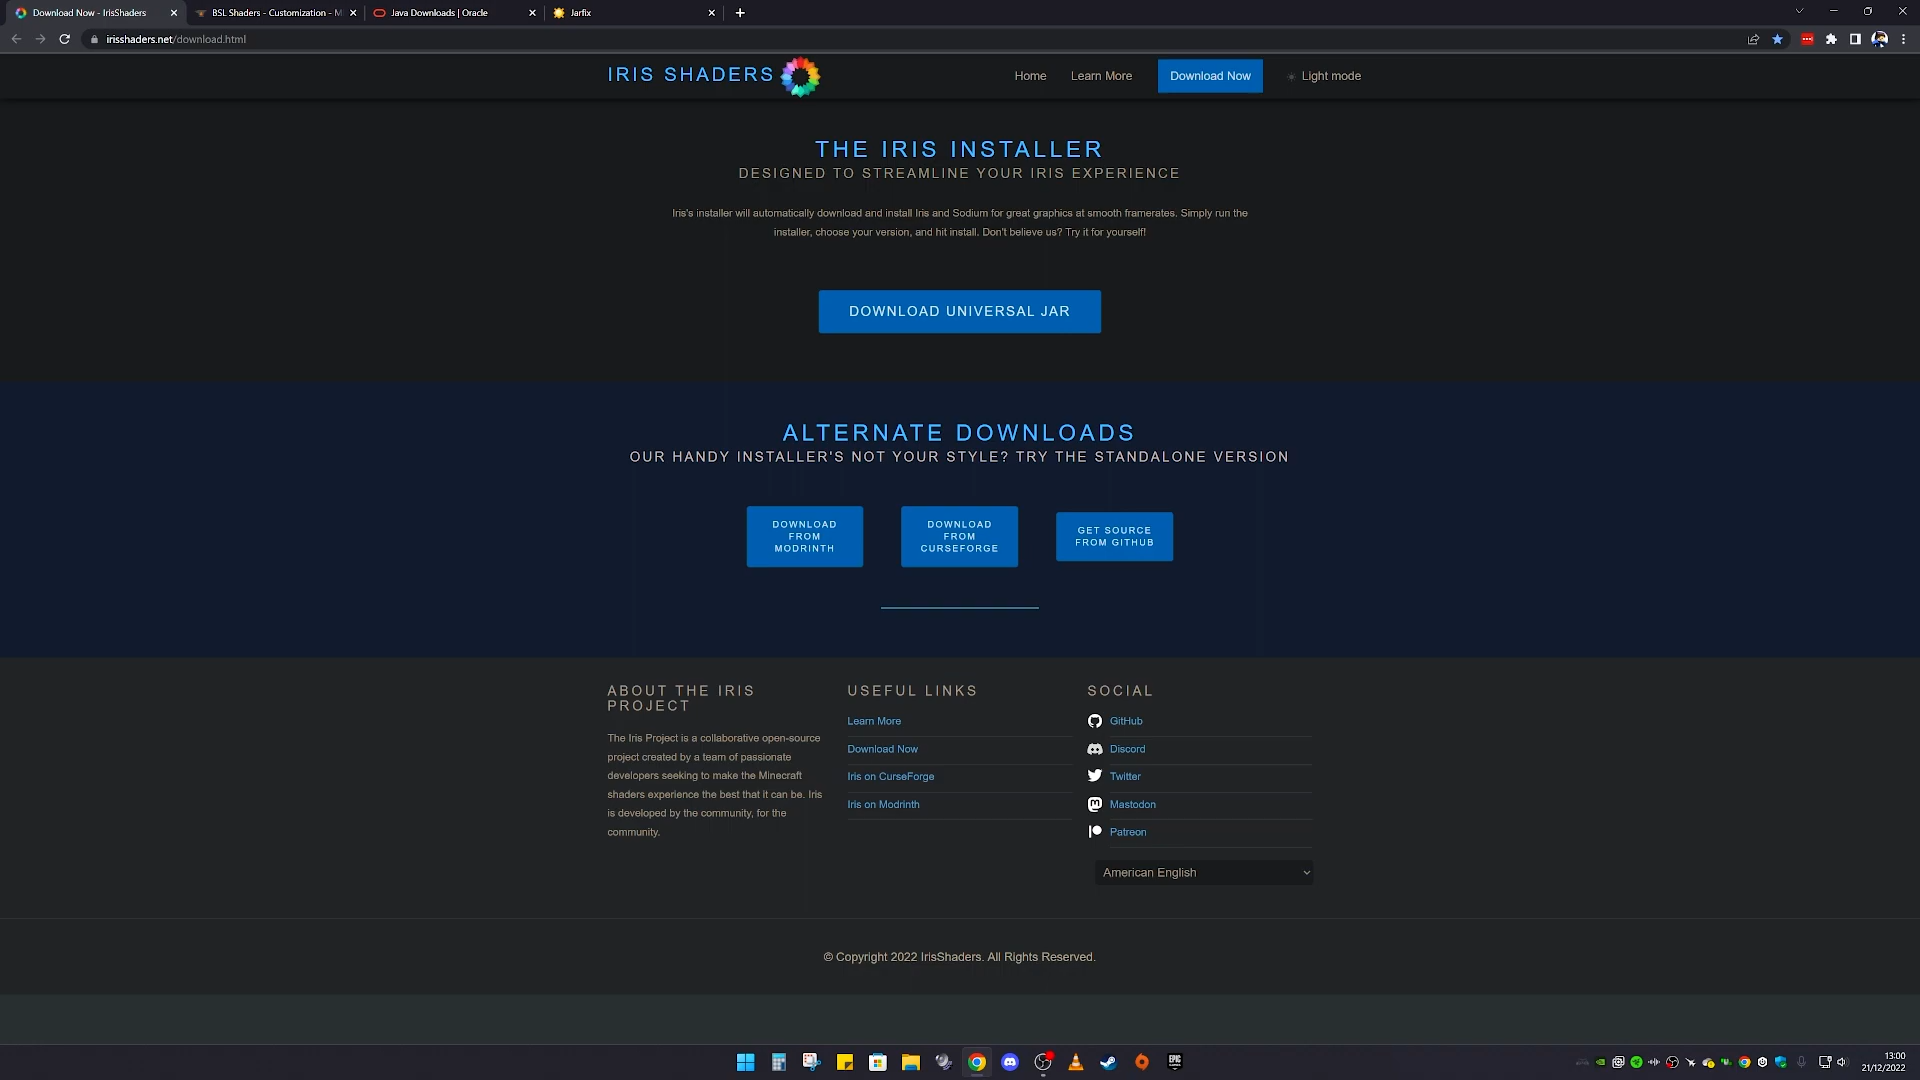 Download Now - IrisShaders
BSL Shaders - Customization - M
Java Downloads | Oracle
Jarfix
irisshaders.net/download.html
IRIS SHADERS
Home
Learn More
Download Now
Light mode
THE IRIS INSTALLER
DESIGNED TO STREAMLINE YOUR IRIS EXPERIENCE
Iris's installer will automatically download and install Iris and Sodium for great graphics at smooth framerates. Simply run the
installer, choose your version, and hit install. Don't believe us? Try it for yourself!
DOWNLOAD UNIVERSAL JAR
ALTERNATE DOWNLOADS
OUR HANDY INSTALLER'S NOT YOUR STYLE? TRY THE STANDALONE VERSION
DOWNLOAD
FROM
MODRINTH
DOWNLOAD
FROM
CURSEFORGE
GET SOURCE
FROM GITHUB
ABOUT THE IRIS
PROJECT
The Iris Project is a collaborative open-source
project created by a team of passionate
developers seeking to make the Minecraft
shaders experience the best that it can be. Iris
is developed by the community, for the
community.
USEFUL LINKS
Learn More
Download Now
Iris on CurseForge
Iris on Modrinth
SOCIAL
GitHub
Discord
Twitter
Mastodon
Patreon
American English
© Copyright 2022 IrisShaders. All Rights Reserved.
EPIC
13:00
21/12/2022